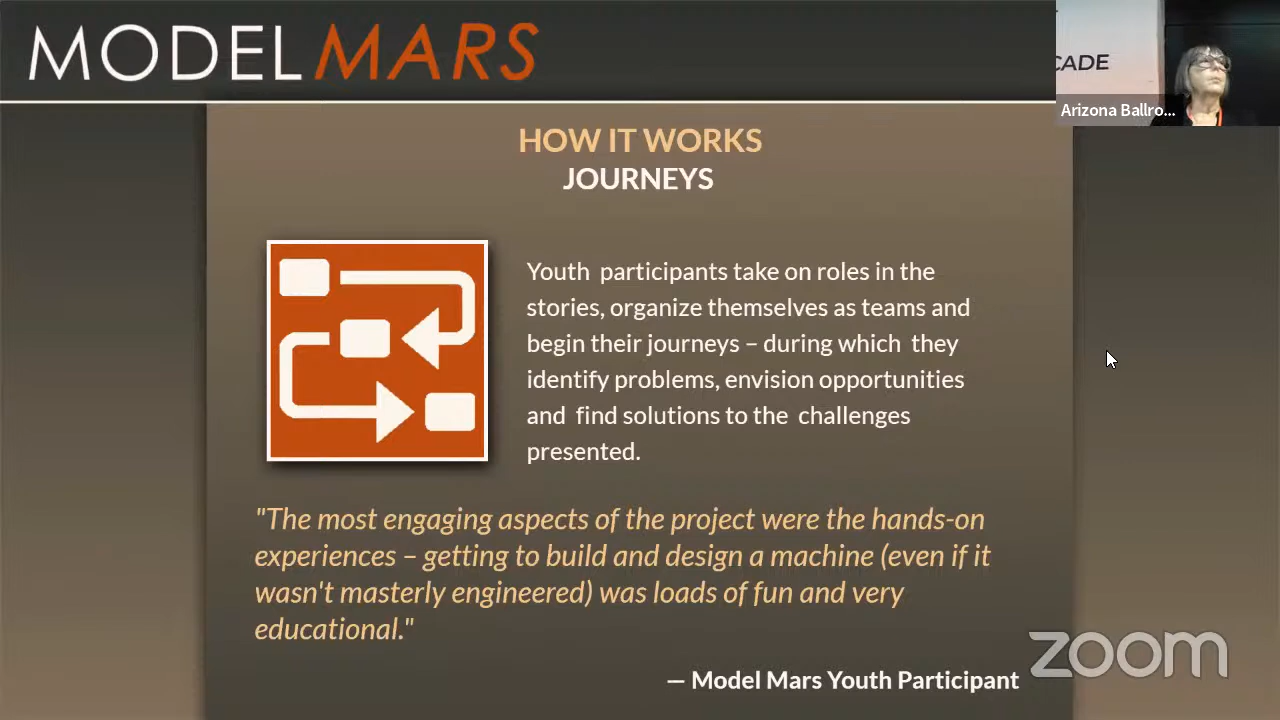 MODELMARS
CADE
Arizona Ballro...
HOW IT WORKS
JOURNEYS
Youth participants take on roles in the
stories, organize themselves as teams and
begin their journeys – during which they
identify problems, envision opportunities
and find solutions to the challenges
presented.
"The most engaging aspects of the project were the hands-on
experiences – getting to build and design a machine (even if it
wasn't masterly engineered) was loads of fun and very
educational."
— Model Mars Youth Participant
zoom